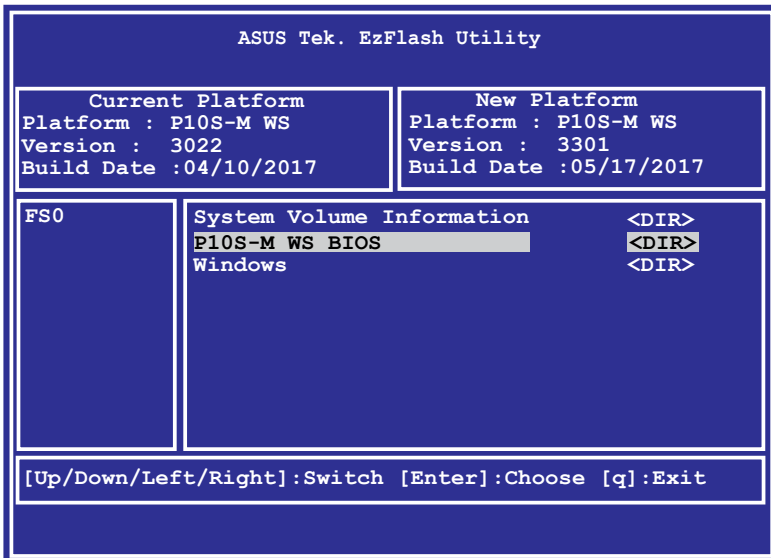 ASUS Tek. EzFlash Utility
Current Platform
Platform : P10S-M WS
Version : 3022
Build Date :04/10/2017
New Platform
Platform : P10S-M WS
Version : 3301
Build Date :05/17/2017
FS0
System Volume Information <DIR>
P10S-M WS BIOS <DIR>
Windows <DIR>
[Up/Down/Left/Right]:Switch [Enter]:Choose [q]:Exit